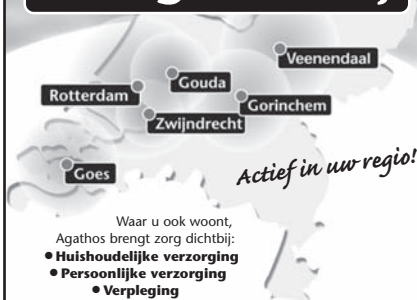 Veenendaal
Gouda
Rotterdam
Gorinchem
Zwijndrecht
Actief in uw regio!
Goes
Waar u ook woont,
Agathos brengt zorg dichtbij:
• Huishoudelijke verzorging
• Persoonlijke verzorging
• Verpleging